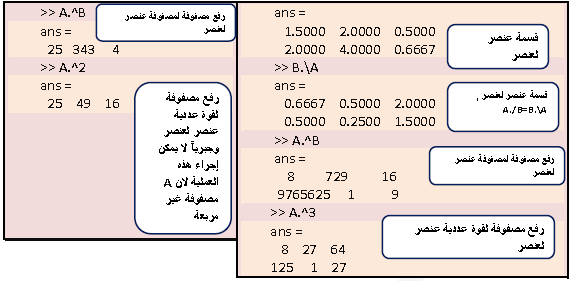 >> A.^B
ans =
25 343 4
>> A.^2
ans =
25 49 16
رفع مصفوفة لمصفوفة عنصر
لعنصر
رفع مصفوفة
لقوة عددية
عنصر لعنصر
وجبرياً لا يمكن
إجراء هذه
العملية لان A
مصفوفة غير
مربعة
ans =
1.5000 2.0000 0.5000
2.0000 4.0000 0.6667
قسمة عنصر
لعنصر
>> B.\A
ans =
0.6667 0.5000 2.0000
0.5000 0.2500 1.5000
قسمة عنصر لعنصر ,
A./B=B.\A
>> A.^B
ans =
8 729 16
9765625 1 9
رفع مصفوفة لمصفوفة عنصر
لعنصر
>> A.^3
ans =
8 27 64
125 1 27
رفع مصفوفة لقوة عددية عنصر
لعنصر